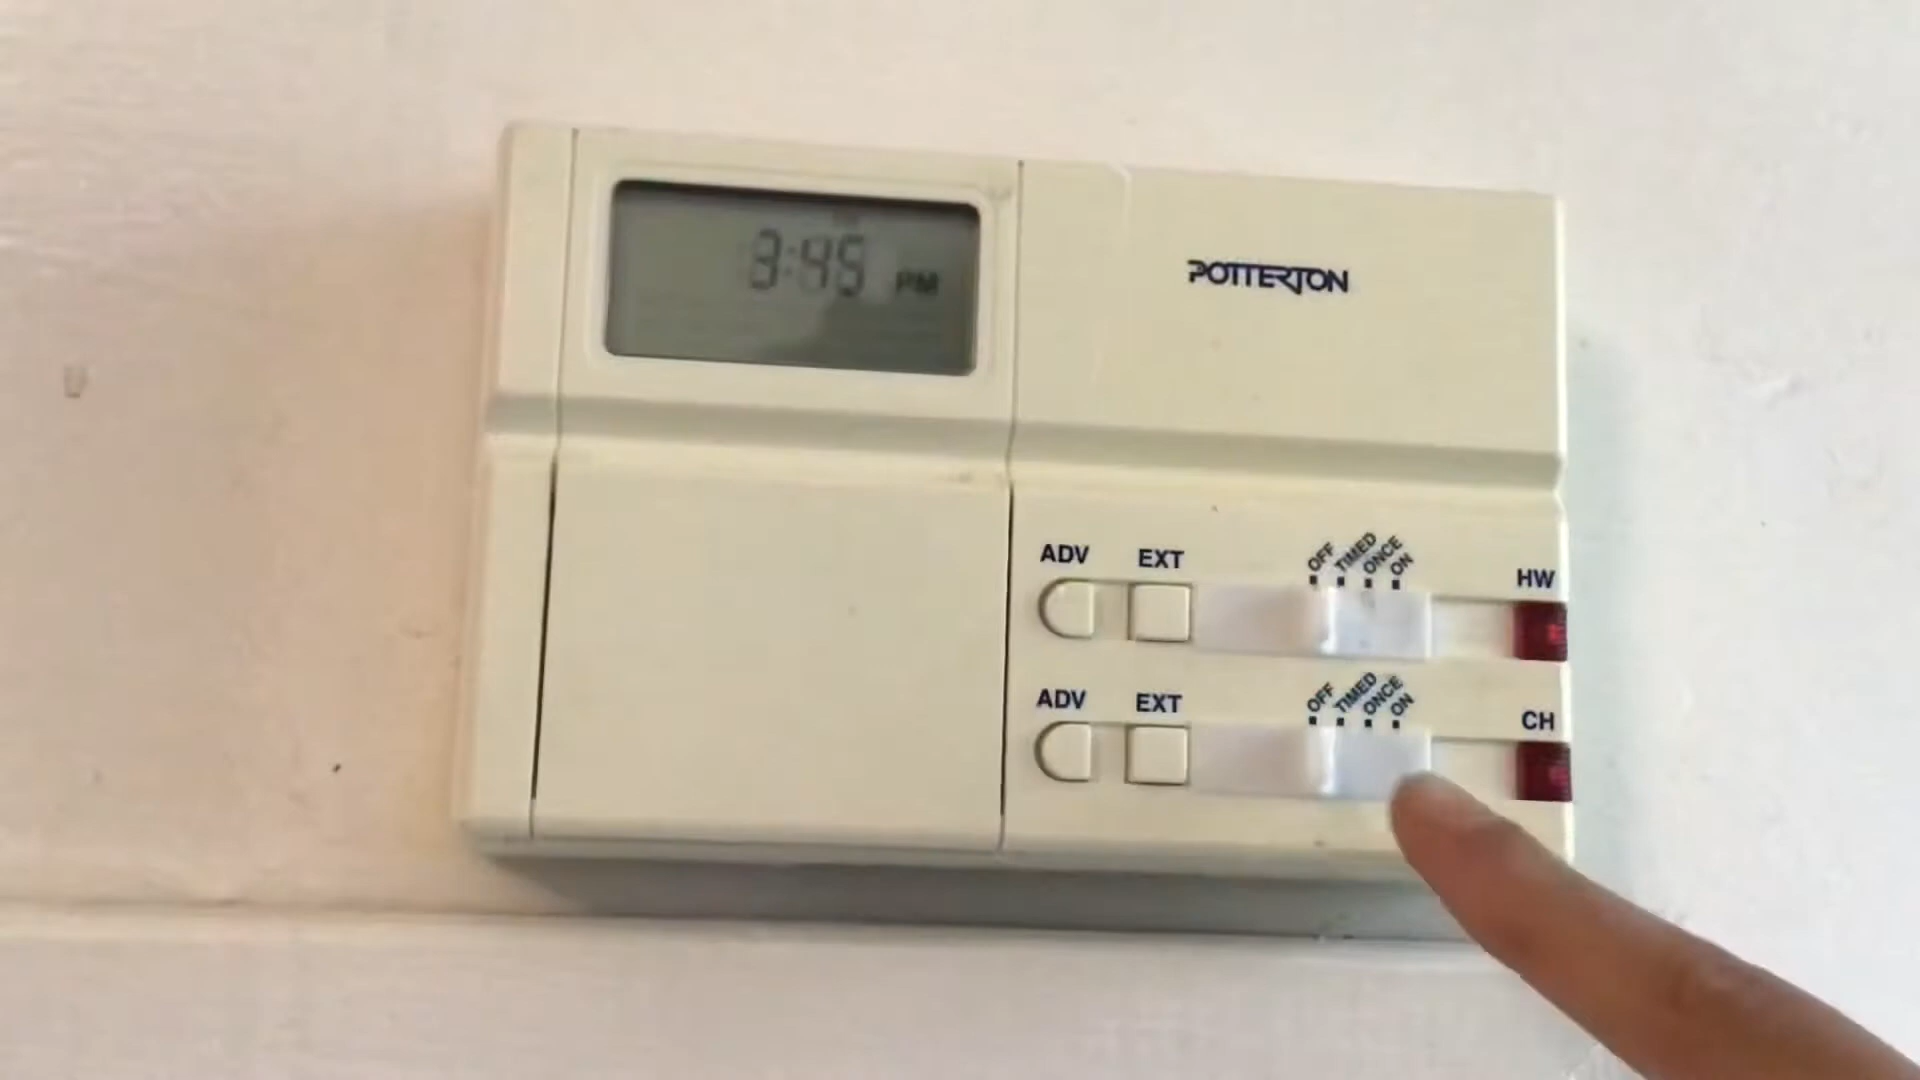 3:45 PM
POTTERTON
ADV EXT OFF TIMED ONCE ON HW
ADV EXT OFF TIMED ONCE ON CH